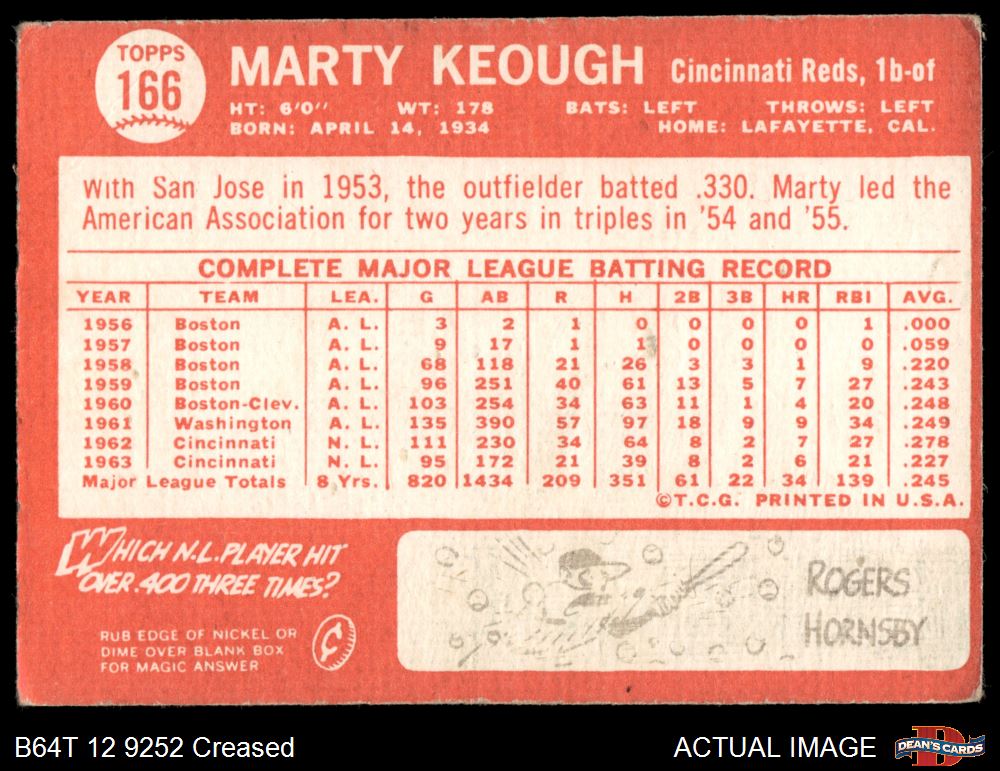 TOPPS
166
MARTY KEOUGH Cincinnati Reds, 1b-of
HT: 6'0" WT: 178 BATS: LEFT THROWS: LEFT
BORN: APRIL 14, 1934 HOME: LAFAYETTE, CAL.
With San Jose in 1953, the outfielder batted .330. Marty led the
American Association for two years in triples in '54 and '55.
COMPLETE MAJOR LEAGUE BATTING RECORD
YEAR TEAM LEA. G AB R H 2B 3B HR RBI AVG.
1956 Boston A. L. 3 2 1 0 0 0 0 1 .000
1957 Boston A. L. 9 17 1 1 0 0 0 0 .059
1958 Boston A. L. 68 118 21 26 3 3 1 9 .220
1959 Boston A. L. 96 251 40 61 13 5 7 27 .243
1960 Boston-Clev. A. L. 103 254 34 63 11 1 4 20 .248
1961 Washington A. L. 135 390 57 97 18 9 9 34 .249
1962 Cincinnati N. L. 111 230 34 64 8 2 7 27 .278
1963 Cincinnati N. L. 95 172 21 39 8 2 6 21 .227
Major League Totals 8 Yrs. 820 1434 209 351 61 22 34 139 .245
©T.C.G. PRINTED IN U.S.A.
WHICH N.L. PLAYER HIT
OVER .400 THREE TIMES?
RUB EDGE OF NICKEL OR
DIME OVER BLANK BOX
FOR MAGIC ANSWER
ROGERS
HORNSBY
B64T 12 9252 Creased
ACTUAL IMAGE
DEAN'S CARDS